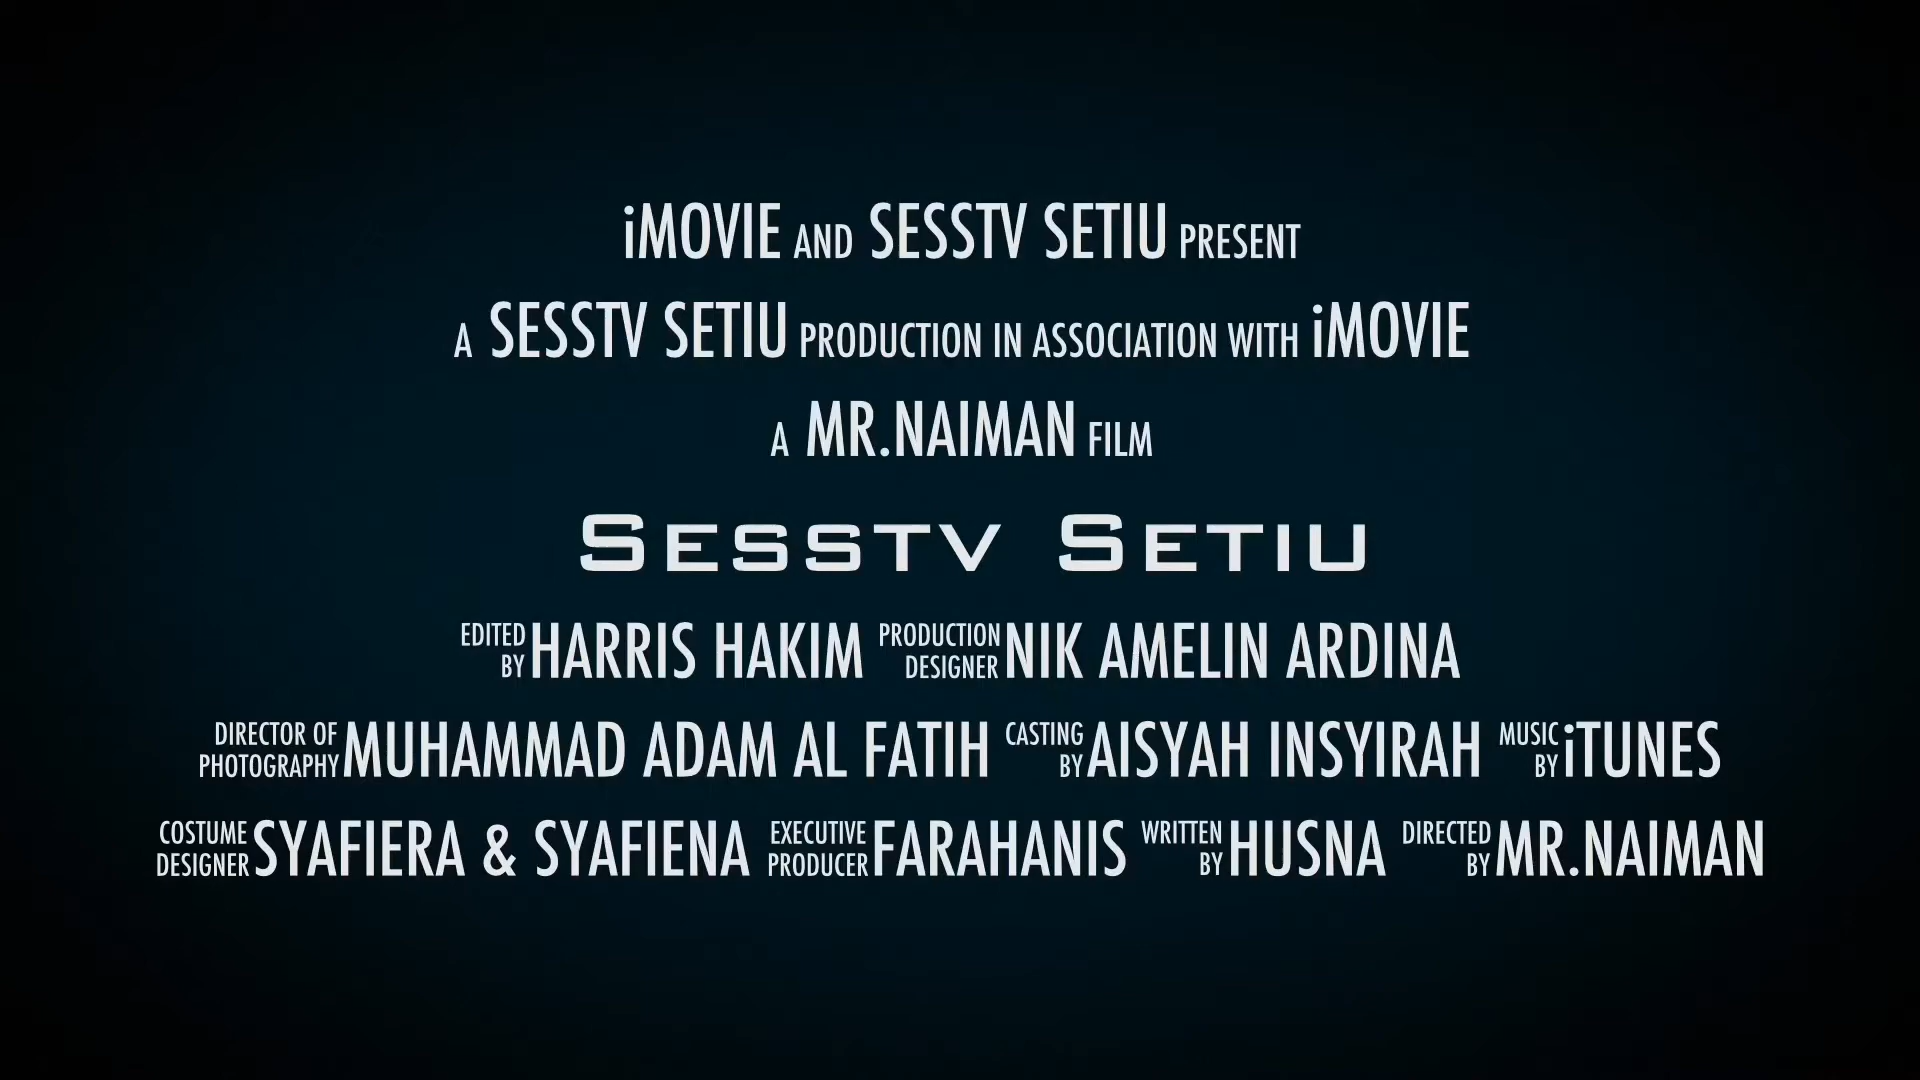 iMOVIE AND SESSTV SETIU PRESENT
A SESSTV SETIU PRODUCTION IN ASSOCIATION WITH iMOVIE
A MR.NAIMAN FILM
SESSTV SETIU
EDITED BY HARRIS HAKIM PRODUCTION DESIGNER NIK AMELIN ARDINA
DIRECTOR OF PHOTOGRAPHY MUHAMMAD ADAM AL FATIH CASTING BY AISYAH INSYIRAH MUSIC BY iTUNES
COSTUME DESIGNER SYAFIERA & SYAFIENA EXECUTIVE PRODUCER FARAHANIS WRITTEN BY HUSNA DIRECTED BY MR.NAIMAN